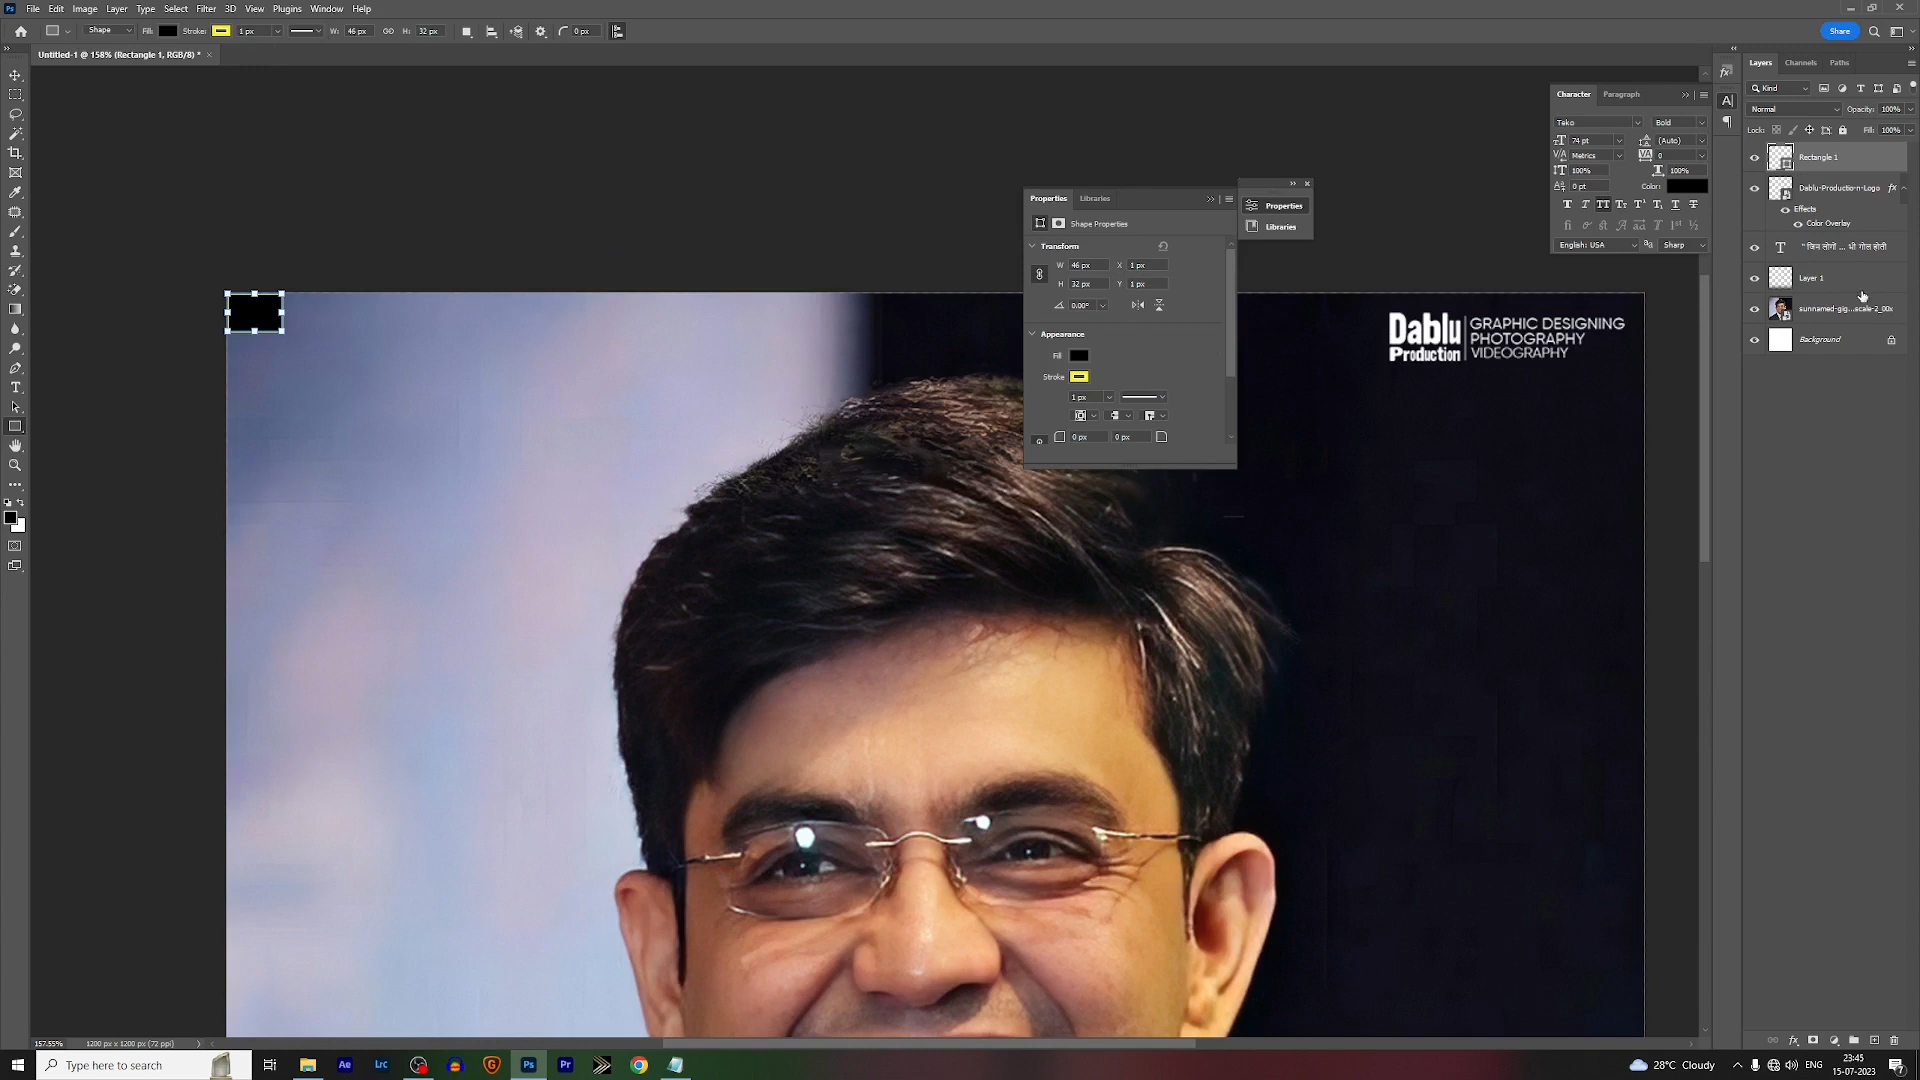 Ps File Edit Image Layer Type Select Filter 3D View Plugins Window Help
Shape Fill: Stroke: 1 px W: 46 px H: 32 px 0 px Share
Untitled-1 @ 158% (Rectangle 1, RGB/8) * ×
Layers Channels Paths
Kind
Normal Opacity: 100%
Lock: Fill: 100%
Rectangle 1
Dablu-Production-Logo fx
Effects
Color Overlay
T " जिन लोगों ... भी गोल होती
Layer 1
sunnamed-gig...scale-2_00x
Background
Character Paragraph
Teko Bold
74 pt (Auto)
Metrics 0
100% 100%
0 pt Color:
English: USA Sharp
Properties Libraries
Shape Properties
Transform
W 46 px X 1 px
H 32 px Y 1 px
0.00°
Appearance
Fill
Stroke
1 px
0 px 0 px
Properties
Libraries
Dablu
Production
GRAPHIC DESIGNING
PHOTOGRAPHY
VIDEOGRAPHY
157.55% 1200 px x 1200 px (72 ppi)
Type here to search
Ae Lrc G Ps Pr
28°C Cloudy ENG
23:45
15-07-2023
7